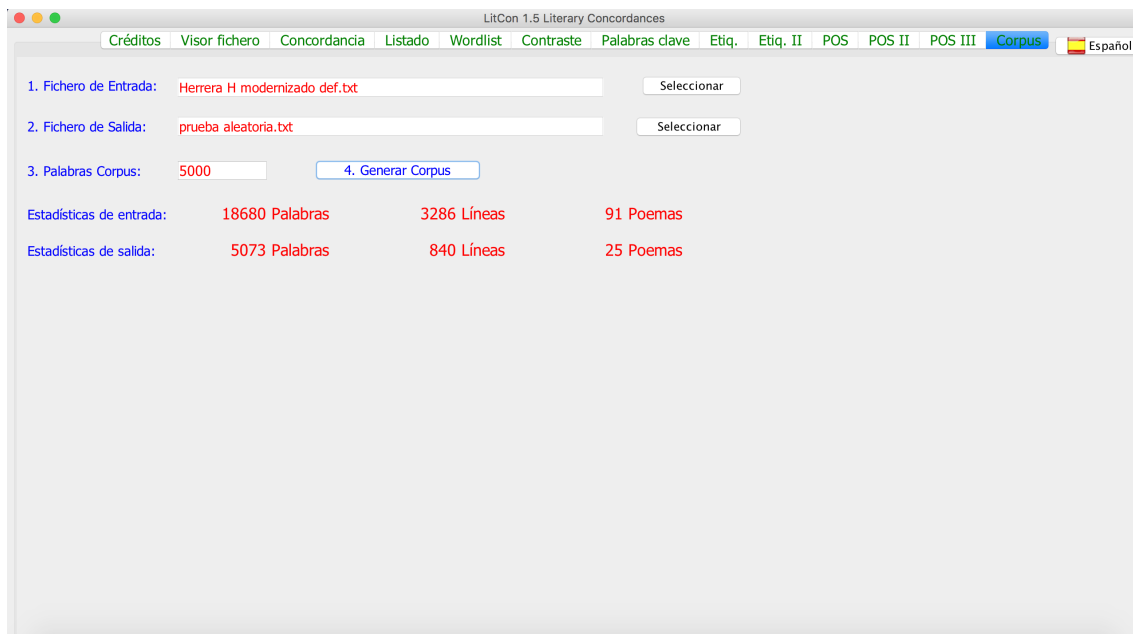 LitCon 1.5 Literary Concordances
Créditos Visor fichero Concordancia Listado Wordlist Contraste Palabras clave Etiq. Etiq. II POS POS II POS III Corpus Español
1. Fichero de Entrada: Herrera H modernizado def.txt Seleccionar
2. Fichero de Salida: prueba aleatoria.txt Seleccionar
3. Palabras Corpus: 5000 4. Generar Corpus
Estadísticas de entrada: 18680 Palabras 3286 Líneas 91 Poemas
Estadísticas de salida: 5073 Palabras 840 Líneas 25 Poemas